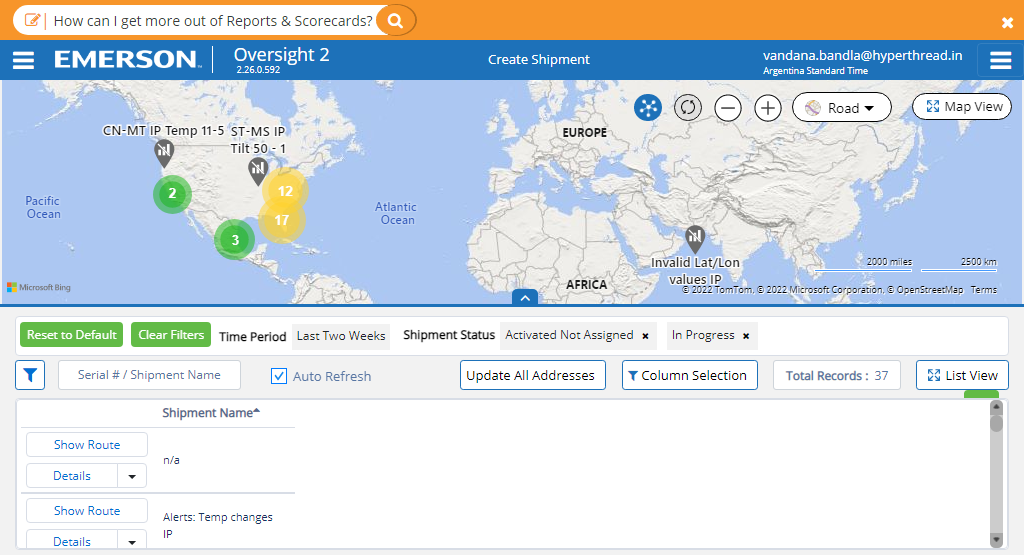 How can I get more out of Reports & Scorecards?
EMERSON
Oversight 2
2.26.0.592
Create Shipment
vandana.bandla@hyperthread.in
Argentina Standard Time
Road
Map View
CN-MT IP Temp 11-5
ST-MS IP
Tilt 50 - 1
EUROPE
2
12
17
3
Pacific
Ocean
Atlantic
Ocean
AFRICA
Invalid Lat/Lon
values IP
2000 miles
2500 km
Microsoft Bing
© 2022 TomTom, © 2022 Microsoft Corporation, © OpenStreetMap Terms
Reset to Default
Clear Filters
Time Period
Last Two Weeks
Shipment Status
Activated Not Assigned ×
In Progress ×
Serial # / Shipment Name
Auto Refresh
Update All Addresses
Column Selection
Total Records : 37
List View
Shipment Name
Show Route
Details
n/a
Show Route
Details
Alerts: Temp changes
IP